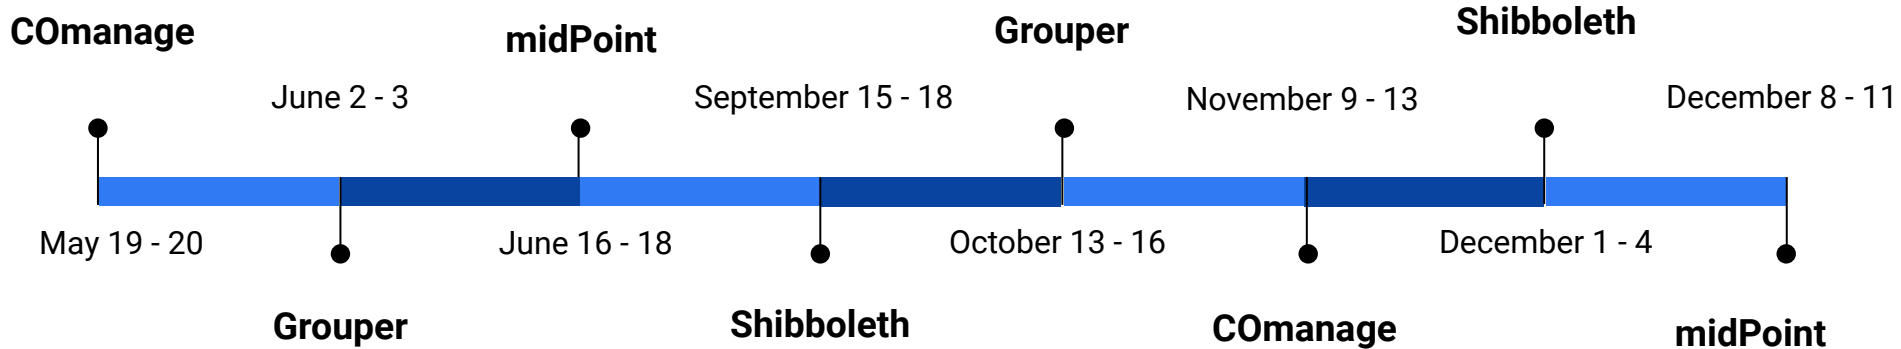 COmanage
midPoint
Grouper
Shibboleth
June 2 - 3
September 15 - 18
November 9 - 13
December 8 - 11
May 19 - 20
June 16 - 18
October 13 - 16
December 1 - 4
Grouper
Shibboleth
COmanage
midPoint